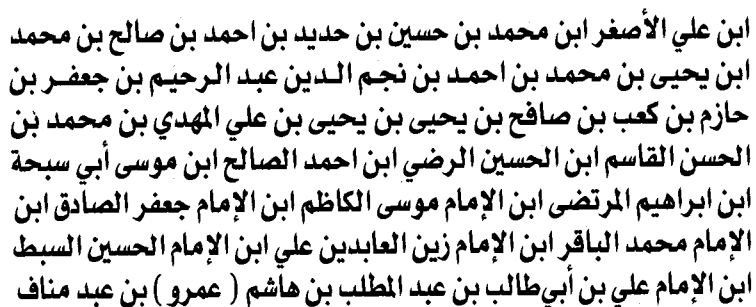 ابن علي الأصغر ابن محمد بن حسين بن حديد بن احمد بن صالح بن محمد
ابن يحيى بن محمد بن احمد بن نجم الدين عبد الرحيم بن جعفر بن
حازم بن كعب بن صافح بن يحيى بن يحيى بن علي المهدي بن محمد بن
الحسن القاسم ابن الحسين الرضي ابن احمد الصالح ابن موسى أبي سبحة
ابن ابراهيم المرتضى ابن الإمام موسى الكاظم ابن الإمام جعفر الصادق ابن
الإمام محمد الباقر ابن الإمام زين العابدين علي ابن الإمام الحسين السبط
ابن الإمام علي بن أبي طالب بن عبد المطلب بن هاشم ( عمرو ) بن عبد مناف